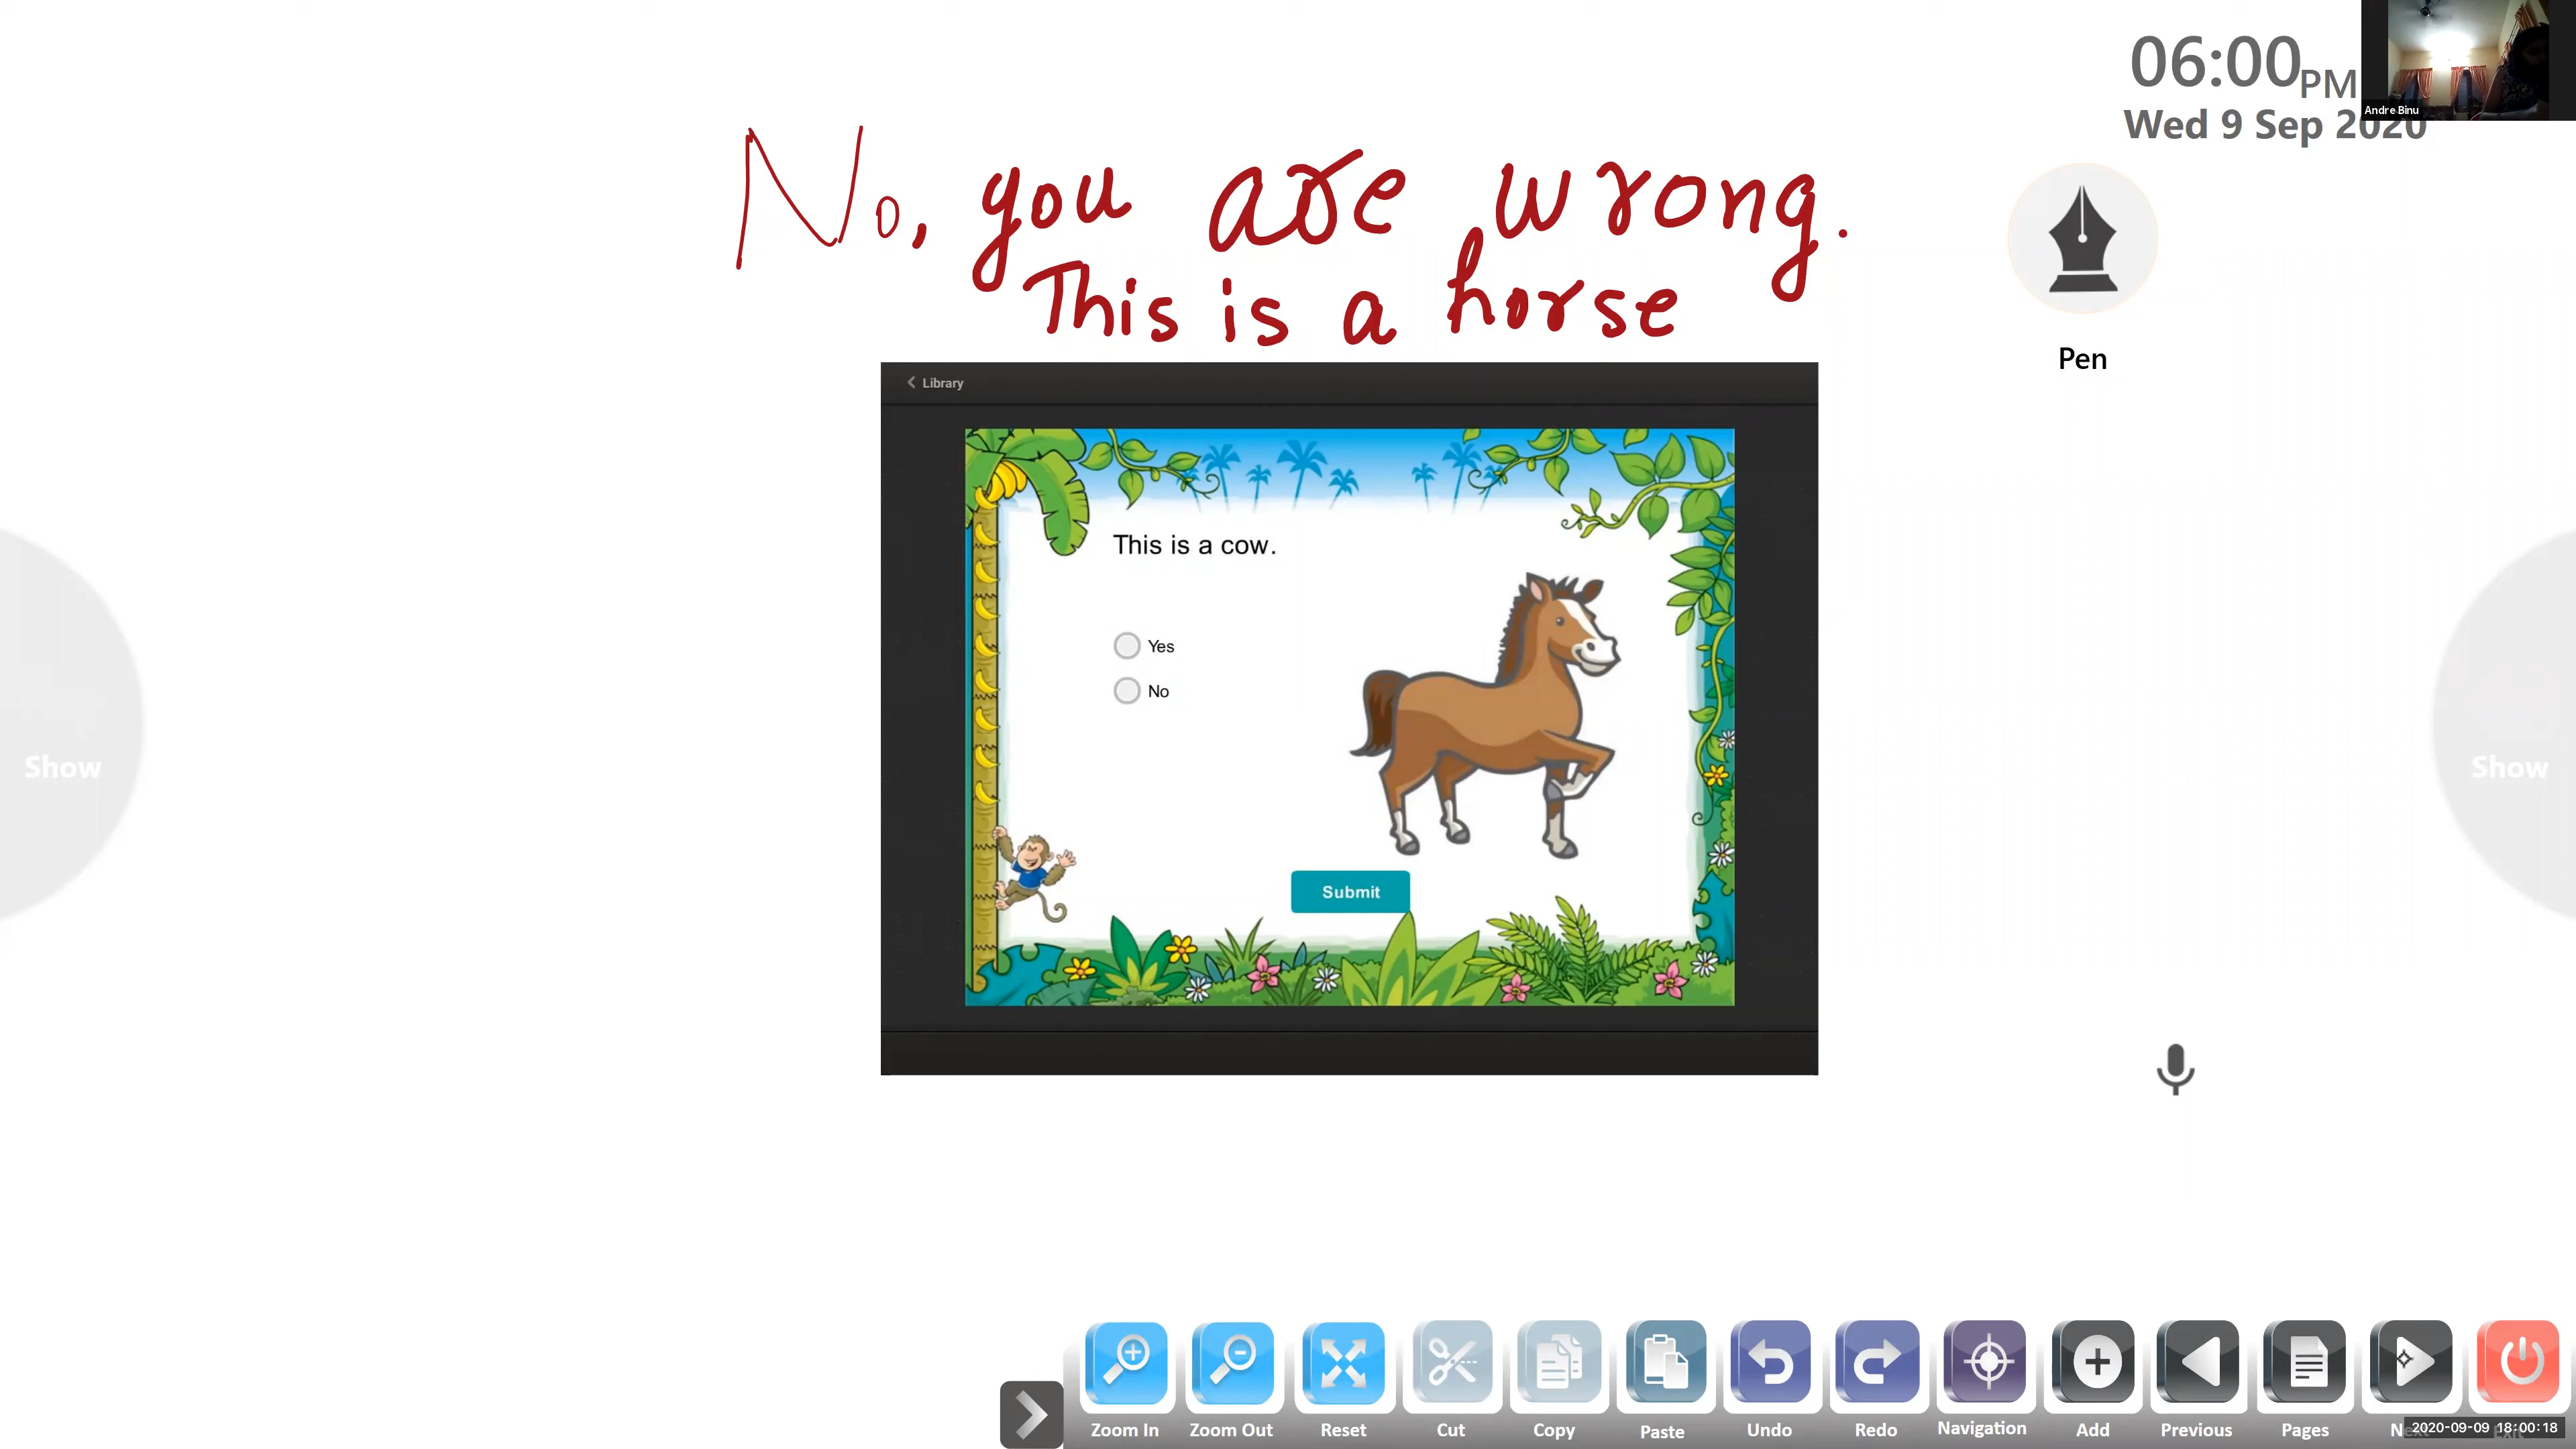 06:00 PM
Wed 9 Sep 2020
Andre Binu
No, you are wrong.
This is a horse
Pen
Library
This is a cow.
Yes
No
Submit
Show
Show
Zoom In Zoom Out Reset Cut Copy Paste Undo Redo Navigation Add Previous Pages
2020-09-09 18:00:18